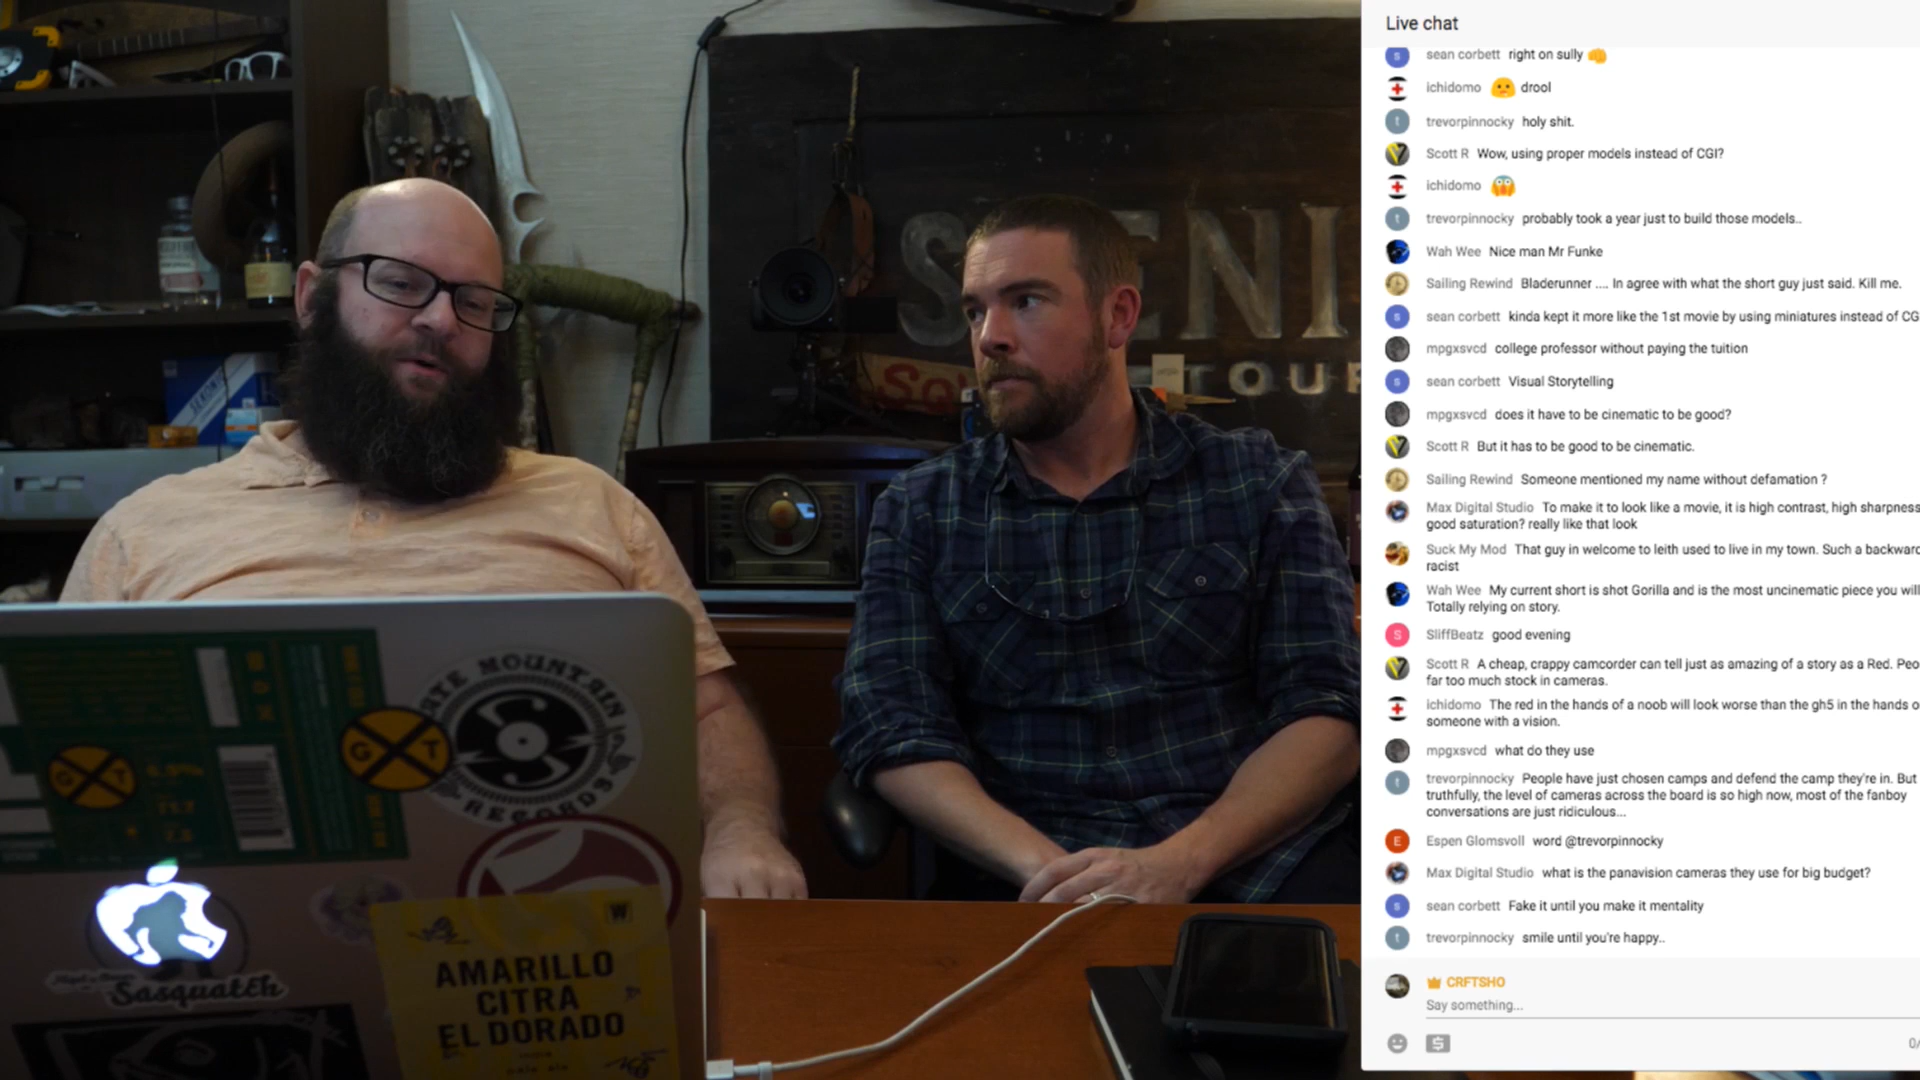 Live chat
sean corbett right on sully
ichidomo drool
trevorpinnocky holy shit.
Scott R Wow, using proper models instead of CGI?
ichidomo
trevorpinnocky probably took a year just to build those models..
Wah Wee Nice man Mr Funke
Sailing Rewind Bladerunner .... In agree with what the short guy just said. Kill me.
sean corbett kinda kept it more like the 1st movie by using miniatures instead of CG
mpgxsvcd college professor without paying the tuition
sean corbett Visual Storytelling
mpgxsvcd does it have to be cinematic to be good?
Scott R But it has to be good to be cinematic.
Sailing Rewind Someone mentioned my name without defamation ?
Max Digital Studio To make it to look like a movie, it is high contrast, high sharpness
good saturation? really like that look
Suck My Mod That guy in welcome to leith used to live in my town. Such a backward
racist
Wah Wee My current short is shot Gorilla and is the most uncinematic piece you will
Totally relying on story.
SliffBeatz good evening
Scott R A cheap, crappy camcorder can tell just as amazing of a story as a Red. Peo
far too much stock in cameras.
ichidomo The red in the hands of a noob will look worse than the gh5 in the hands o
someone with a vision.
mpgxsvcd what do they use
trevorpinnocky People have just chosen camps and defend the camp they're in. But
truthfully, the level of cameras across the board is so high now, most of the fanboy
conversations are just ridiculous...
Espen Glomsvoll word @trevorpinnocky
Max Digital Studio what is the panavision cameras they use for big budget?
sean corbett Fake it until you make it mentality
trevorpinnocky smile until you're happy..
CRFTSHO
Say something...
0/
SENI
TOUR
G T
G T
ATE MOUNTAIN
RECORDS
Sasquatch
W
AMARILLO
CITRA
EL DORADO